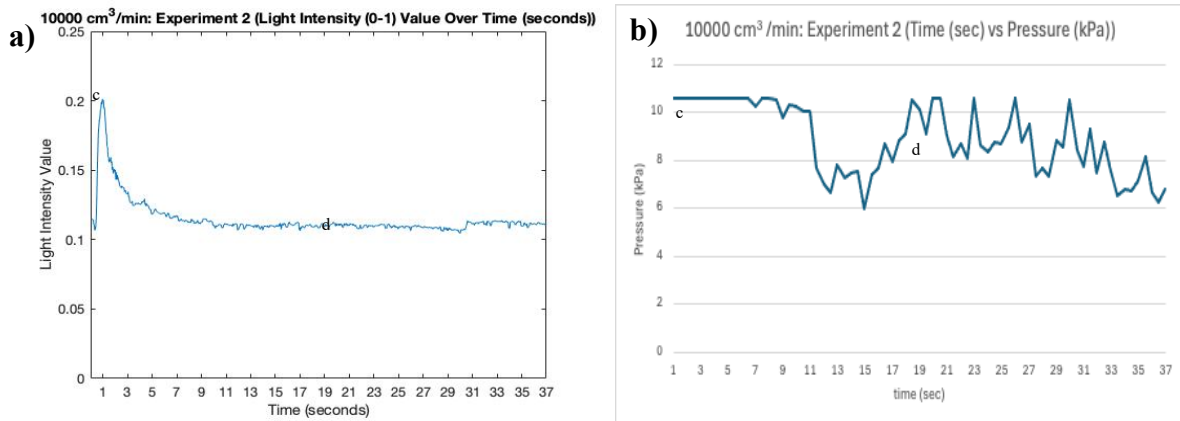 a)
10000 cm³/min: Experiment 2 (Light Intensity (0-1) Value Over Time (seconds))
0.25
0.2
0.15
0.1
0.05
0
Light Intensity Value
c
d
1 3 5 7 9 11 13 15 17 19 21 23 25 27 29 31 33 35 37
Time (seconds)
b)
10000 cm³ /min: Experiment 2 (Time (sec) vs Pressure (kPa))
12
10
8
6
4
2
0
Pressure (kPa)
c
d
1 3 5 7 9 11 13 15 17 19 21 23 25 27 29 31 33 35 37
time (sec)